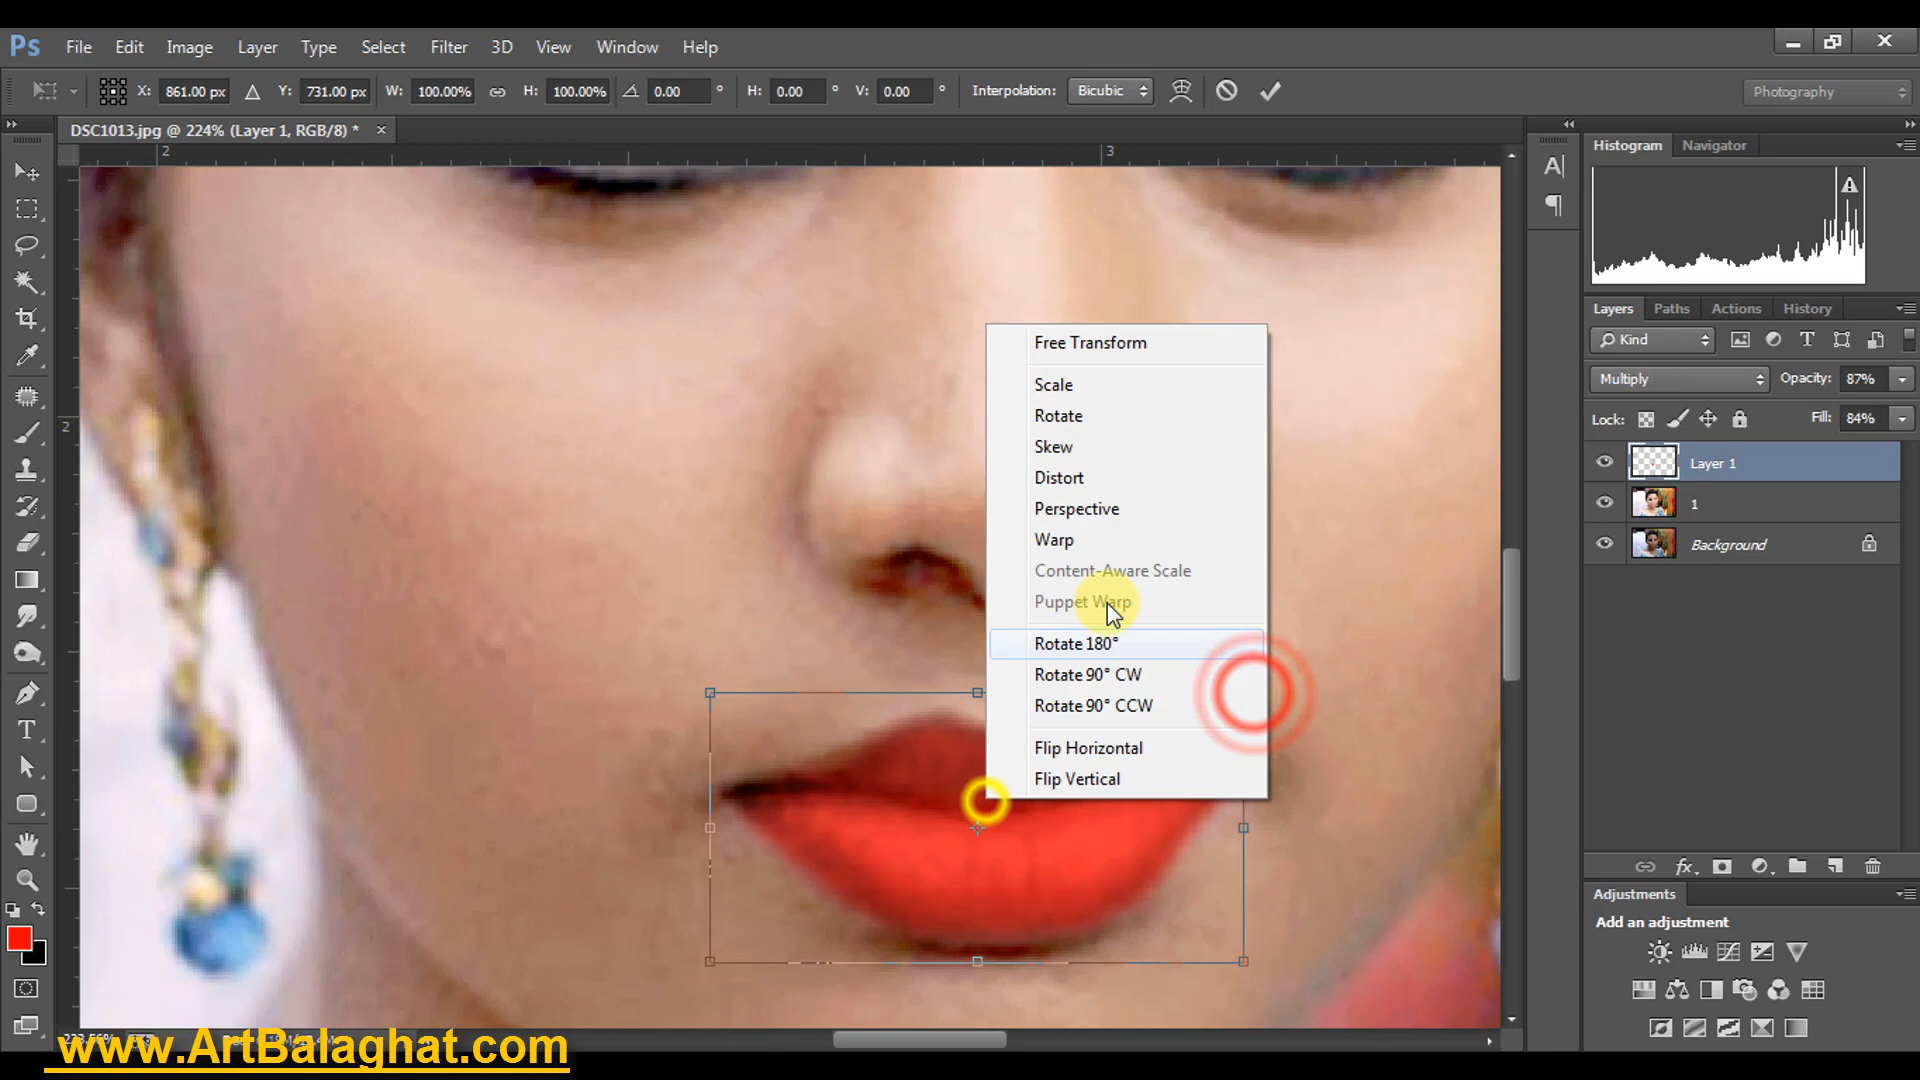 Ps File Edit Image Layer Type Select Filter 3D View Window Help
X: 861.00 px Y: 731.00 px W: 100.00% H: 100.00% 0.00 ° H: 0.00 ° V: 0.00 ° Interpolation: Bicubic Photography
DSC1013.jpg @ 224% (Layer 1, RGB/8) * ×
2 3
2
Free Transform
Scale
Rotate
Skew
Distort
Perspective
Warp
Content-Aware Scale
Puppet Warp
Rotate 180°
Rotate 90° CW
Rotate 90° CCW
Flip Horizontal
Flip Vertical
Histogram Navigator
Layers Paths Actions History
Kind
Multiply Opacity: 87%
Lock: Fill: 84%
Layer 1
1
Background
Adjustments
Add an adjustment
www.ArtBalaghat.com